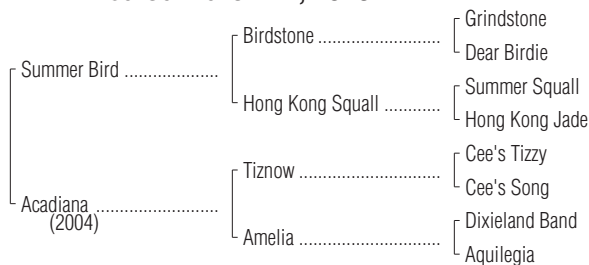 Grindstone
Birdstone ..........................
Dear Birdie
Summer Bird ....................
Summer Squall
Hong Kong Squall ............
Hong Kong Jade
Cee's Tizzy
Tiznow ..............................
Cee's Song
Acadiana ..........................
(2004)
Dixieland Band
Amelia ..............................
Aquilegia